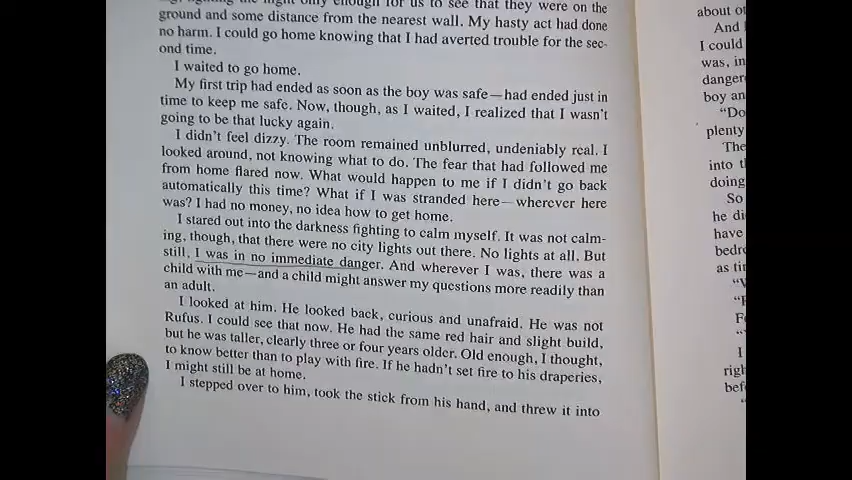 only enough for us to see that they were on the
ground and some distance from the nearest wall. My hasty act had done
no harm. I could go home knowing that I had averted trouble for the sec-
ond time.
I waited to go home.
My first trip had ended as soon as the boy was safe—had ended just in
time to keep me safe. Now, though, as I waited, I realized that I wasn't
going to be that lucky again.
I didn't feel dizzy. The room remained unblurred, undeniably real. I
looked around, not knowing what to do. The fear that had followed me
from home flared now. What would happen to me if I didn't go back
automatically this time? What if I was stranded here—wherever here
was? I had no money, no idea how to get home.
I stared out into the darkness fighting to calm myself. It was not calm-
ing, though, that there were no city lights out there. No lights at all. But
still, I was in no immediate danger. And wherever I was, there was a
child with me—and a child might answer my questions more readily than
an adult.
I looked at him. He looked back, curious and unafraid. He was not
Rufus. I could see that now. He had the same red hair and slight build,
but he was taller, clearly three or four years older. Old enough, I thought,
to know better than to play with fire. If he hadn't set fire to his draperies,
I might still be at home.
I stepped over to him, took the stick from his hand, and threw it into
about
And
I could
was, in
boy
"Do
plenty
The
into
doing
So
he
have
as
I